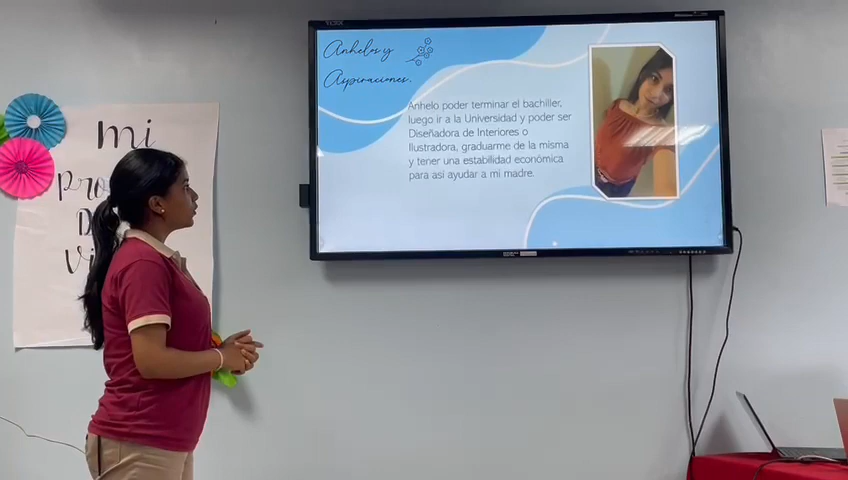 Anhelos y
Aspiraciones.
Anhelo poder terminar el bachiller,
luego ir a la Universidad y poder ser
Diseñadora de Interiores o
Ilustradora, graduarme de la misma
y tener una estabilidad económica
para así ayudar a mi madre.
mi